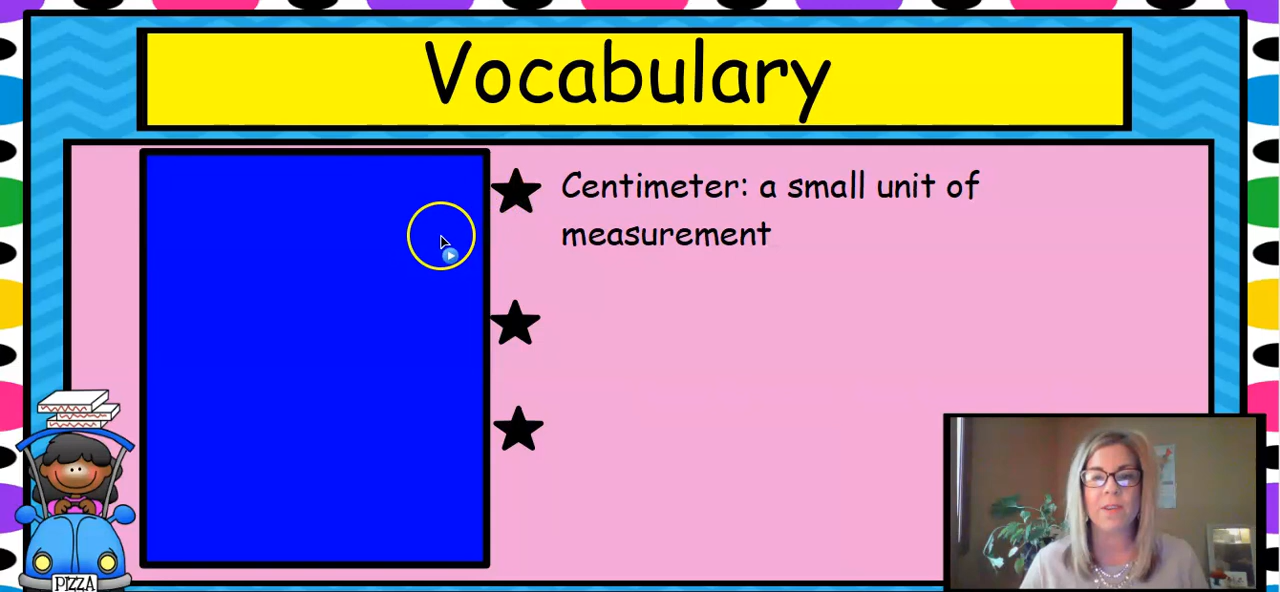 Vocabulary
Centimeter: a small unit of
measurement
PIZZA